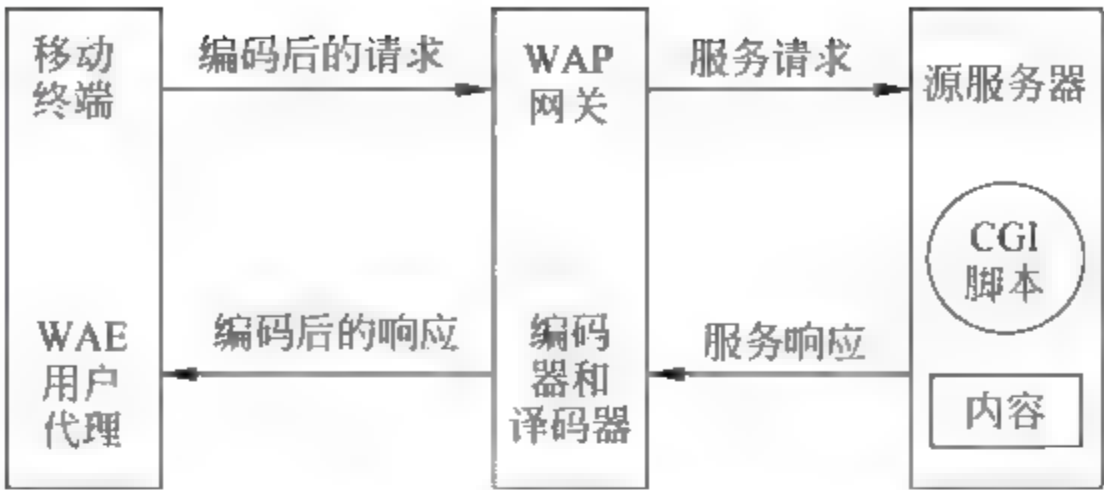 移动
终端
编码后的请求
WAP
网关
服务请求
源服务器
CGI
脚本
WAE
用户
代理
编码后的响应
编码
器和
译码器
服务响应
内容